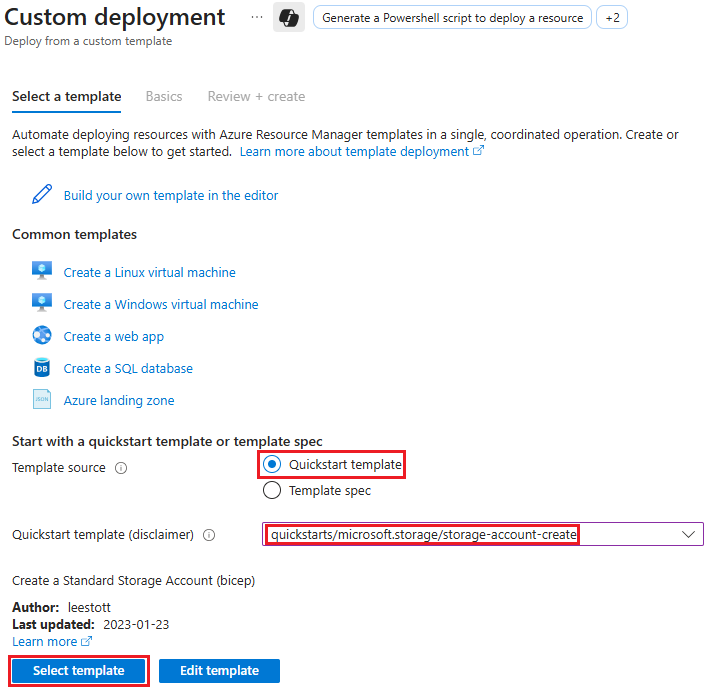 Custom deployment
... Generate a Powershell script to deploy a resource +2
Deploy from a custom template
Select a template Basics Review + create
Automate deploying resources with Azure Resource Manager templates in a single, coordinated operation. Create or
select a template below to get started. Learn more about template deployment
Build your own template in the editor
Common templates
Create a Linux virtual machine
Create a Windows virtual machine
Create a web app
DB Create a SQL database
JSON Azure landing zone
Start with a quickstart template or template spec
Template source Quickstart template
Template spec
Quickstart template (disclaimer) quickstarts/microsoft.storage/storage-account-create
Create a Standard Storage Account (bicep)
Author: leestott
Last updated: 2023-01-23
Learn more
Select template Edit template